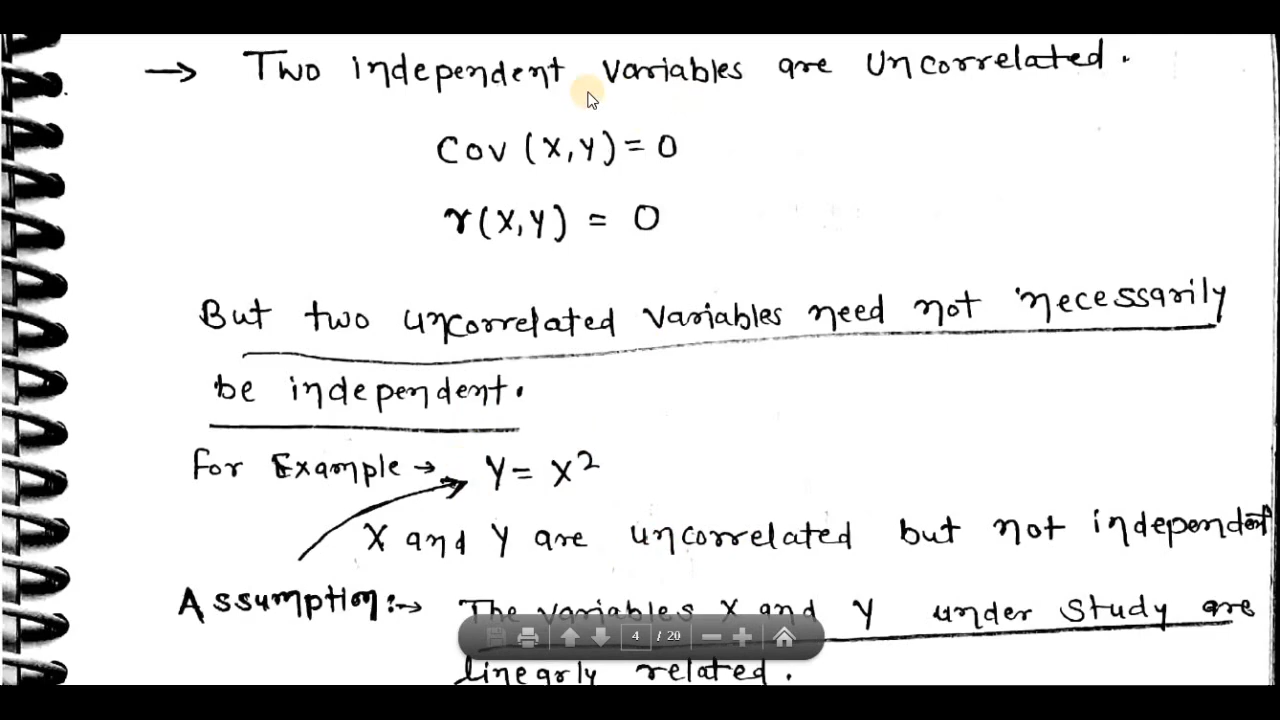 → Two independent variables are uncorrelated.
Cov (X,Y) = 0
r(X,Y) = 0
But two uncorrelated variables need not necessarily
be independent.
For Example → Y = X²
X and Y are uncorrelated but not independent
Assumption:→ The variables X and Y under study are
4 / 20
linearly related.